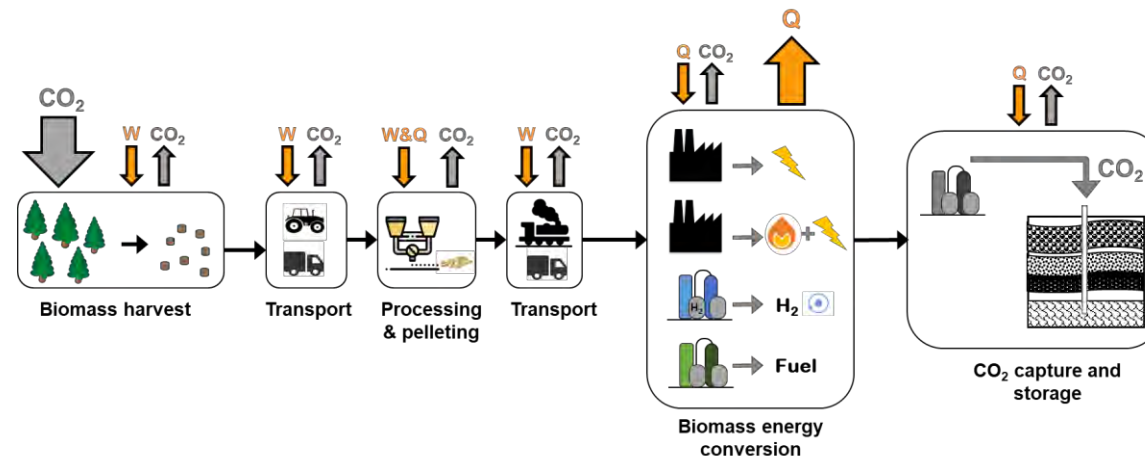 CO₂
W CO₂
Biomass harvest
W CO₂
Transport
W&Q CO₂
Processing
& pelleting
W CO₂
Transport
Q CO₂
Q
H₂
H₂
Fuel
Biomass energy
conversion
Q CO₂
CO₂
CO₂ capture and
storage